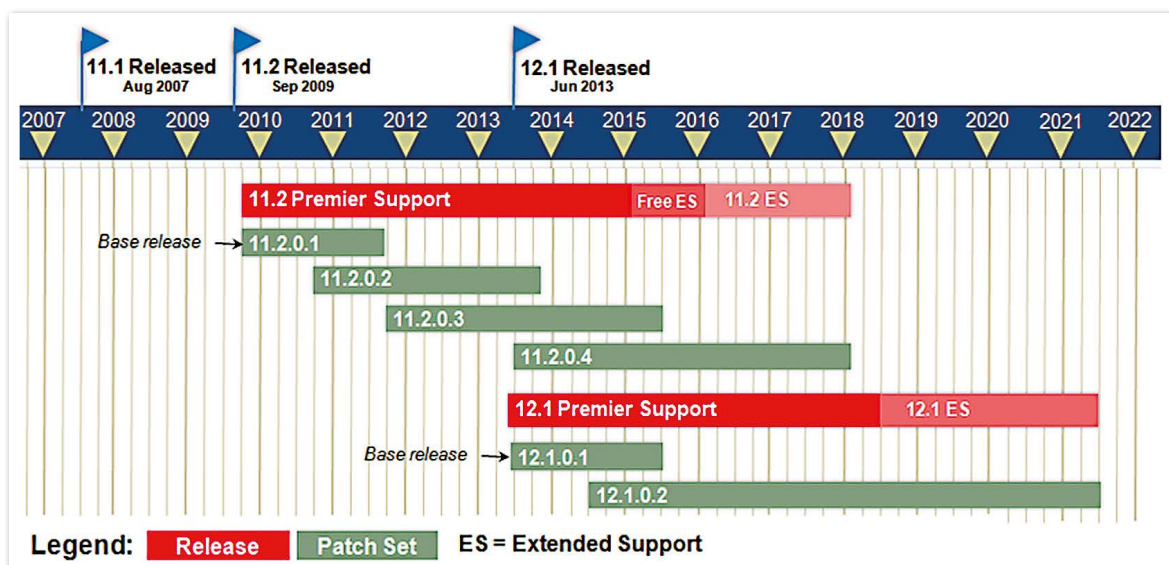 11.1 Released
Aug 2007
11.2 Released
Sep 2009
12.1 Released
Jun 2013
2007 2008 2009 2010 2011 2012 2013 2014 2015 2016 2017 2018 2019 2020 2021 2022
11.2 Premier Support Free ES 11.2 ES
Base release 11.2.0.1
11.2.0.2
11.2.0.3
11.2.0.4
12.1 Premier Support 12.1 ES
Base release 12.1.0.1
12.1.0.2
Legend: Release Patch Set ES = Extended Support